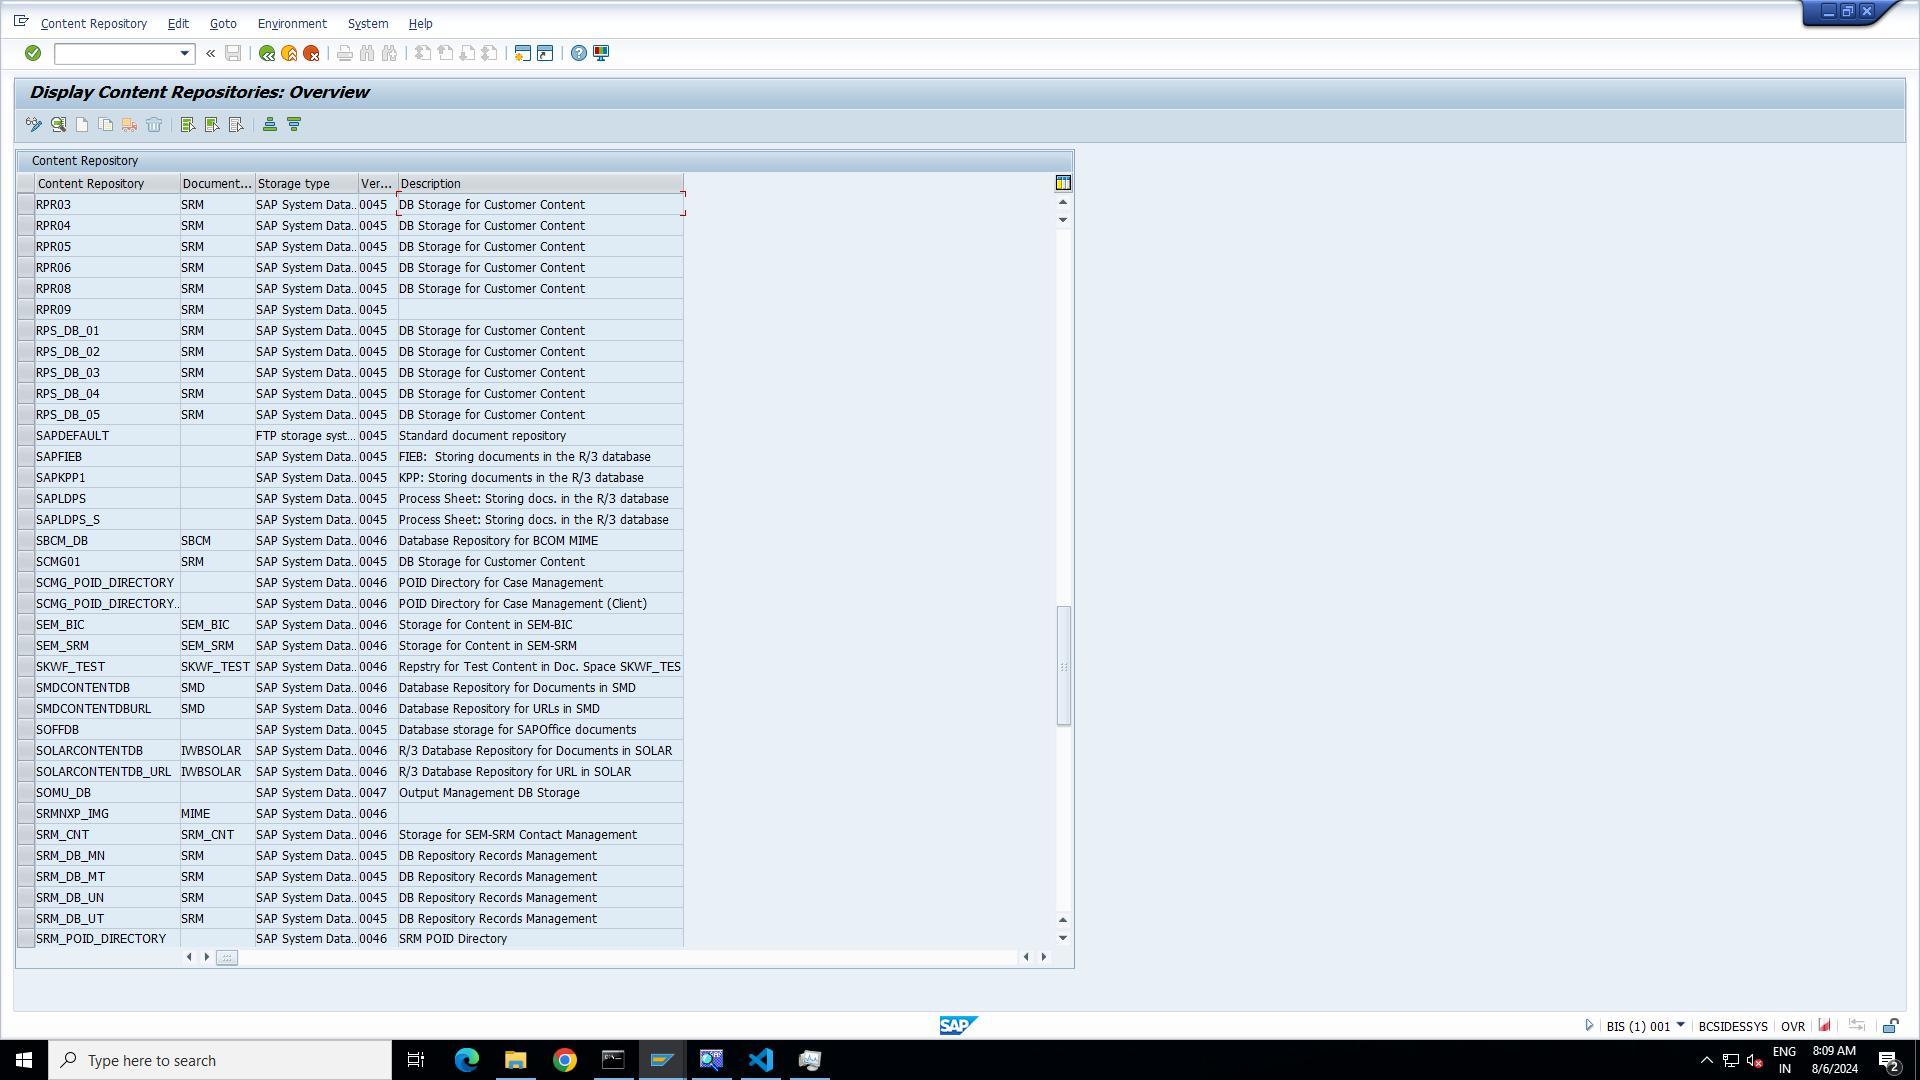 Content Repository Edit Goto Environment System Help
Display Content Repositories: Overview
Content Repository
Content Repository Document... Storage type Ver... Description
RPR03 SRM SAP System Data.. 0045 DB Storage for Customer Content
RPR04 SRM SAP System Data.. 0045 DB Storage for Customer Content
RPR05 SRM SAP System Data.. 0045 DB Storage for Customer Content
RPR06 SRM SAP System Data.. 0045 DB Storage for Customer Content
RPR08 SRM SAP System Data.. 0045 DB Storage for Customer Content
RPR09 SRM SAP System Data.. 0045
RPS_DB_01 SRM SAP System Data.. 0045 DB Storage for Customer Content
RPS_DB_02 SRM SAP System Data.. 0045 DB Storage for Customer Content
RPS_DB_03 SRM SAP System Data.. 0045 DB Storage for Customer Content
RPS_DB_04 SRM SAP System Data.. 0045 DB Storage for Customer Content
RPS_DB_05 SRM SAP System Data.. 0045 DB Storage for Customer Content
SAPDEFAULT FTP storage syst... 0045 Standard document repository
SAPFIEB SAP System Data.. 0045 FIEB: Storing documents in the R/3 database
SAPKPP1 SAP System Data.. 0045 KPP: Storing documents in the R/3 database
SAPLDPS SAP System Data.. 0045 Process Sheet: Storing docs. in the R/3 database
SAPLDPS_S SAP System Data.. 0045 Process Sheet: Storing docs. in the R/3 database
SBCM_DB SBCM SAP System Data.. 0046 Database Repository for BCOM MIME
SCMG01 SRM SAP System Data.. 0045 DB Storage for Customer Content
SCMG_POID_DIRECTORY SAP System Data.. 0046 POID Directory for Case Management
SCMG_POID_DIRECTORY.. SAP System Data.. 0046 POID Directory for Case Management (Client)
SEM_BIC SEM_BIC SAP System Data.. 0046 Storage for Content in SEM-BIC
SEM_SRM SEM_SRM SAP System Data.. 0046 Storage for Content in SEM-SRM
SKWF_TEST SKWF_TEST SAP System Data.. 0046 Repstry for Test Content in Doc. Space SKWF_TES
SMDCONTENTDB SMD SAP System Data.. 0046 Database Repository for Documents in SMD
SMDCONTENTDBURL SMD SAP System Data.. 0046 Database Repository for URLs in SMD
SOFFDB SAP System Data.. 0045 Database storage for SAPOffice documents
SOLARCONTENTDB IWBSOLAR SAP System Data.. 0046 R/3 Database Repository for Documents in SOLAR
SOLARCONTENTDB_URL IWBSOLAR SAP System Data.. 0046 R/3 Database Repository for URL in SOLAR
SOMU_DB SAP System Data.. 0047 Output Management DB Storage
SRMNXP_IMG MIME SAP System Data.. 0046
SRM_CNT SRM_CNT SAP System Data.. 0046 Storage for SEM-SRM Contact Management
SRM_DB_MN SRM SAP System Data.. 0045 DB Repository Records Management
SRM_DB_MT SRM SAP System Data.. 0045 DB Repository Records Management
SRM_DB_UN SRM SAP System Data.. 0045 DB Repository Records Management
SRM_DB_UT SRM SAP System Data.. 0045 DB Repository Records Management
SRM_POID_DIRECTORY SAP System Data.. 0046 SRM POID Directory
SAP BIS (1) 001 BCSIDESSYS OVR
Type here to search
ENG 8:09 AM
IN 8/6/2024 2